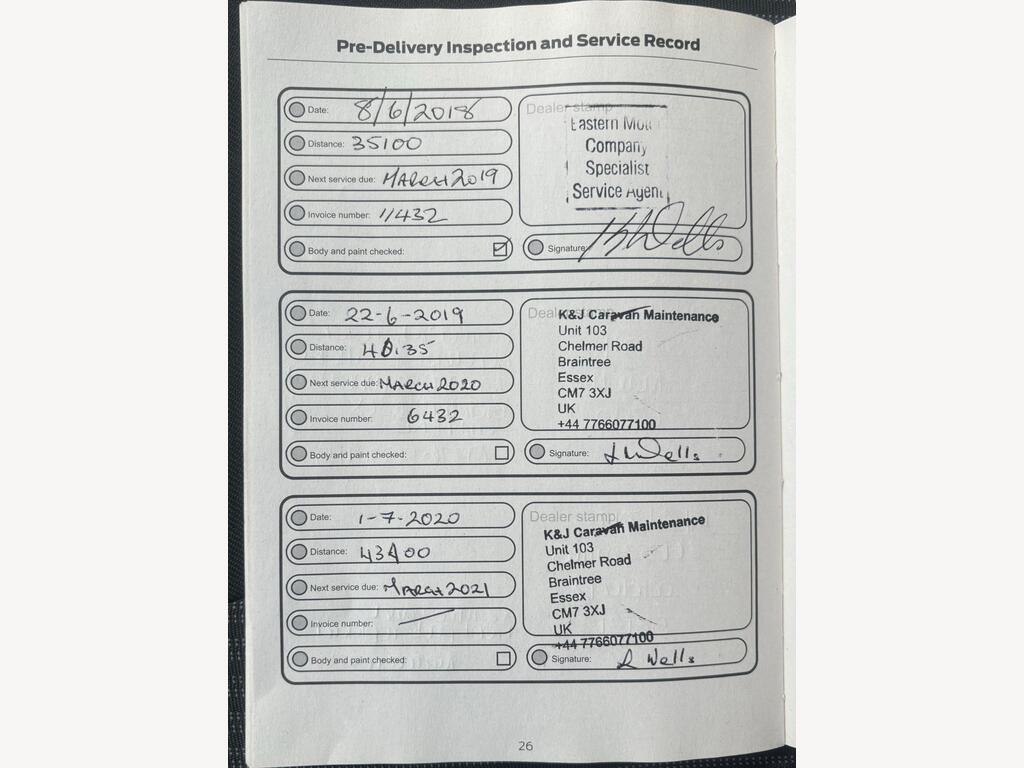 Pre-Delivery Inspection and Service Record
Date: 8/6/2018
Distance: 35100
Next service due: MARCH 2019
Invoice number: 11432
Body and paint checked:
Dealer stamp
Eastern
Company
Specialist
Service Agent
Signature: Wells
Date: 22-6-2019
Distance:
Next service due: MARCH 2020
Invoice number: 6432
Body and paint checked:
K&J Caravan Maintenance
Unit 103
Chelmer Road
Braintree
Essex
CM7 3XJ
UK
+44 7766077100
Signature: Wells
Date: 1-7-2020
Distance:
Next service due: MARCH 2021
Invoice number:
Body and paint checked:
Dealer stamp
K&J Caravan Maintenance
Unit 103
Chelmer Road
Braintree
Essex
CM7 3XJ
UK
+44 7766077100
Signature: Wells
26